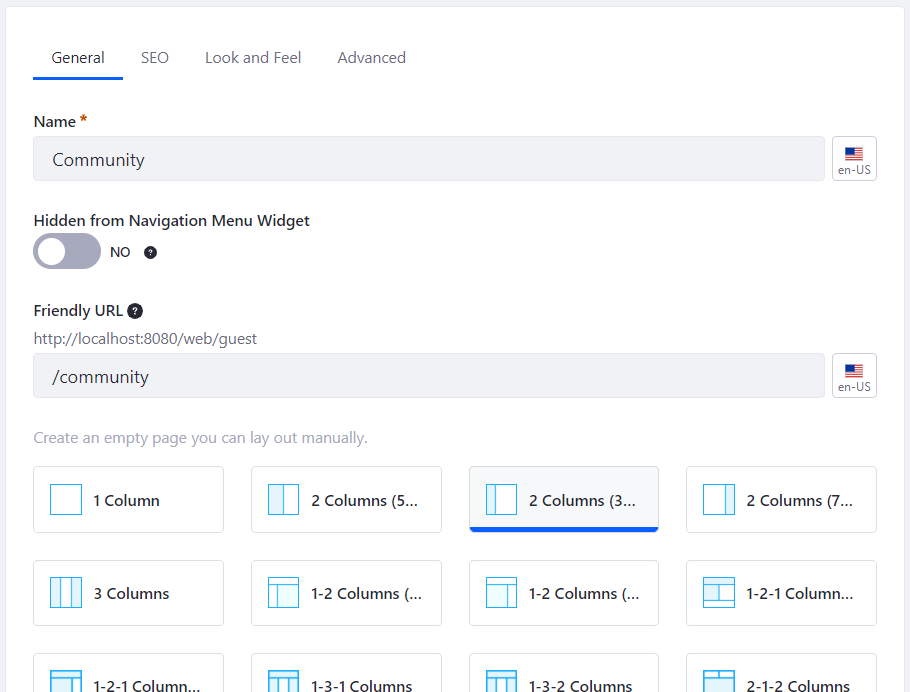 General SEO Look and Feel Advanced
Name *
Community
en-US
Hidden from Navigation Menu Widget
NO ?
Friendly URL ?
http://localhost:8080/web/guest
/community
en-US
Create an empty page you can lay out manually.
1 Column 2 Columns (5... 2 Columns (3... 2 Columns (7...
3 Columns 1-2 Columns (... 1-2 Columns (... 1-2-1 Column...
1-2-1 Column... 1-3-1 Columns 1-3-2 Columns 2-1-2 Columns